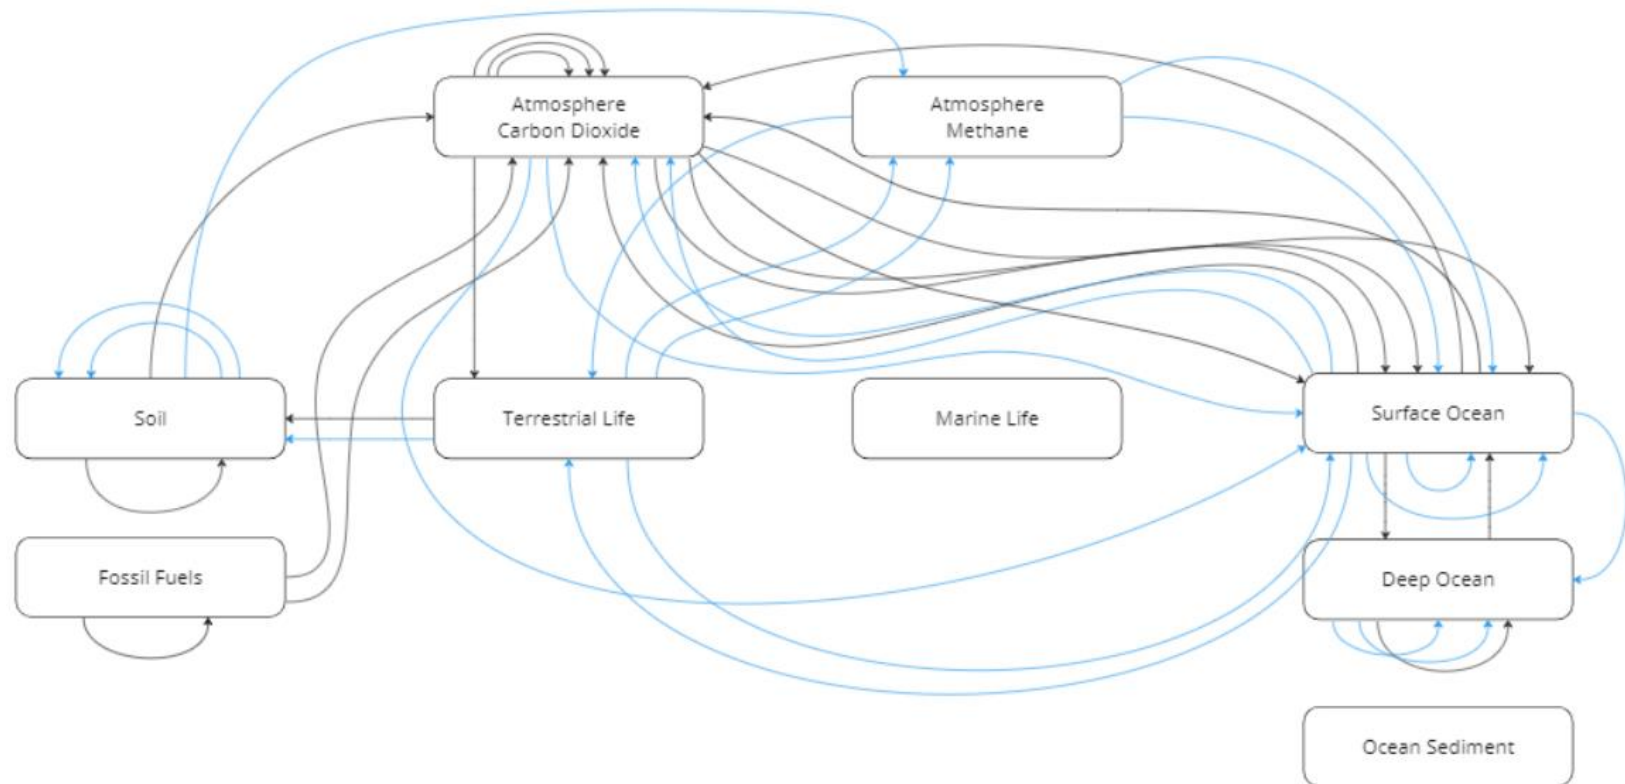 Atmosphere
Carbon Dioxide
Atmosphere
Methane
Soil
Terrestrial Life
Marine Life
Surface Ocean
Fossil Fuels
Deep Ocean
Ocean Sediment